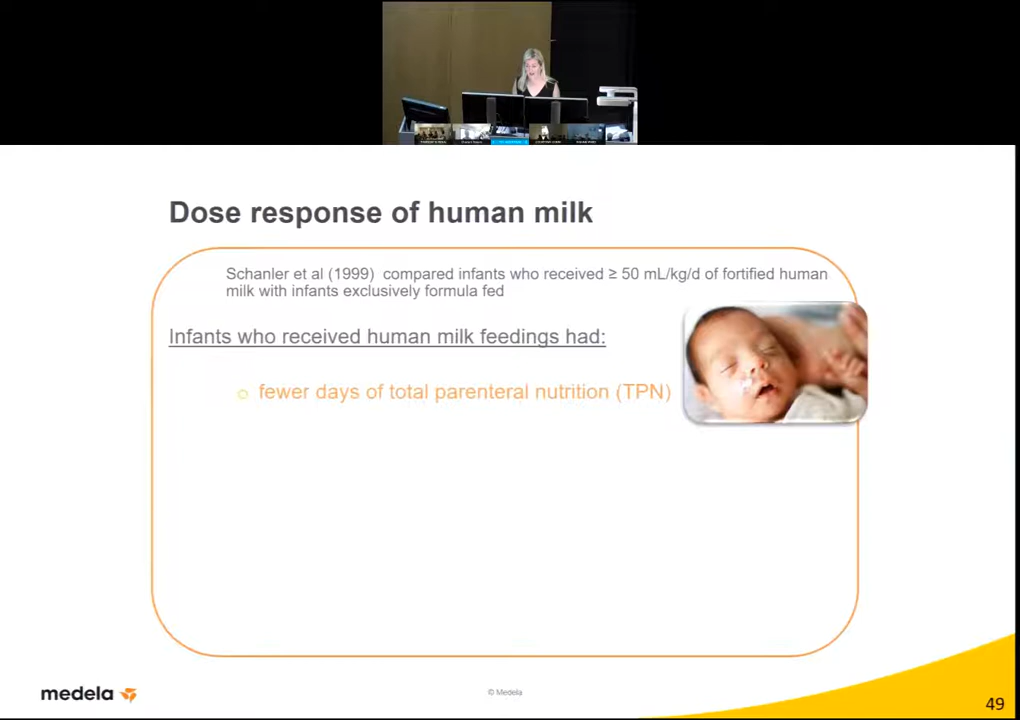 Dose response of human milk
Schanler et al (1999) compared infants who received ≥ 50 mL/kg/d of fortified human
milk with infants exclusively formula fed
Infants who received human milk feedings had:
fewer days of total parenteral nutrition (TPN)
medela
© Medela
49